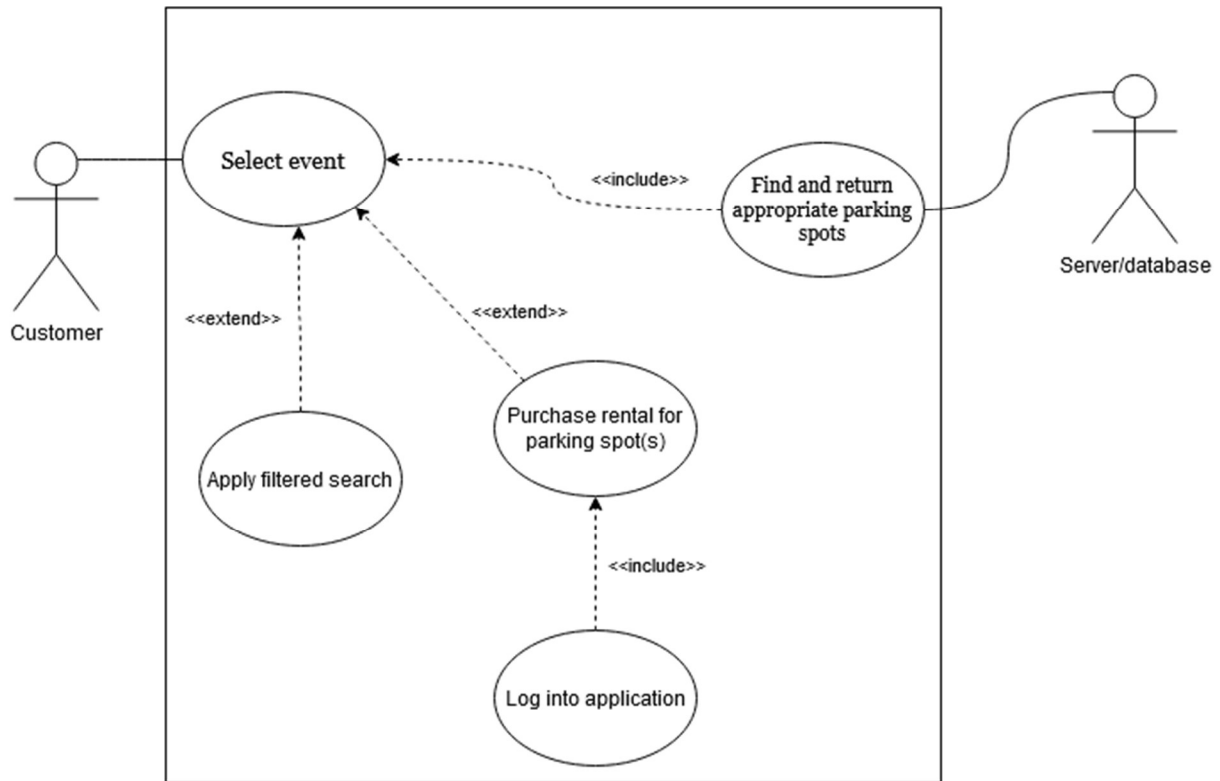 Select event
<<include>>
Find and return
appropriate parking
spots
Server/database
Customer
<<extend>>
<<extend>>
Purchase rental for
parking spot(s)
Apply filtered search
<<include>>
Log into application